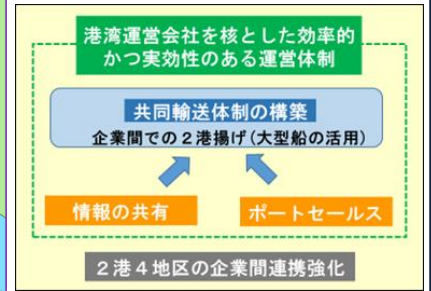 港湾運営会社を核とした効率的
かつ実効性のある運営体制
共同輸送体制の構築
企業間での２港揚げ(大型船の活用)
情報の共有
ポートセールス
２港４地区の企業間連携強化